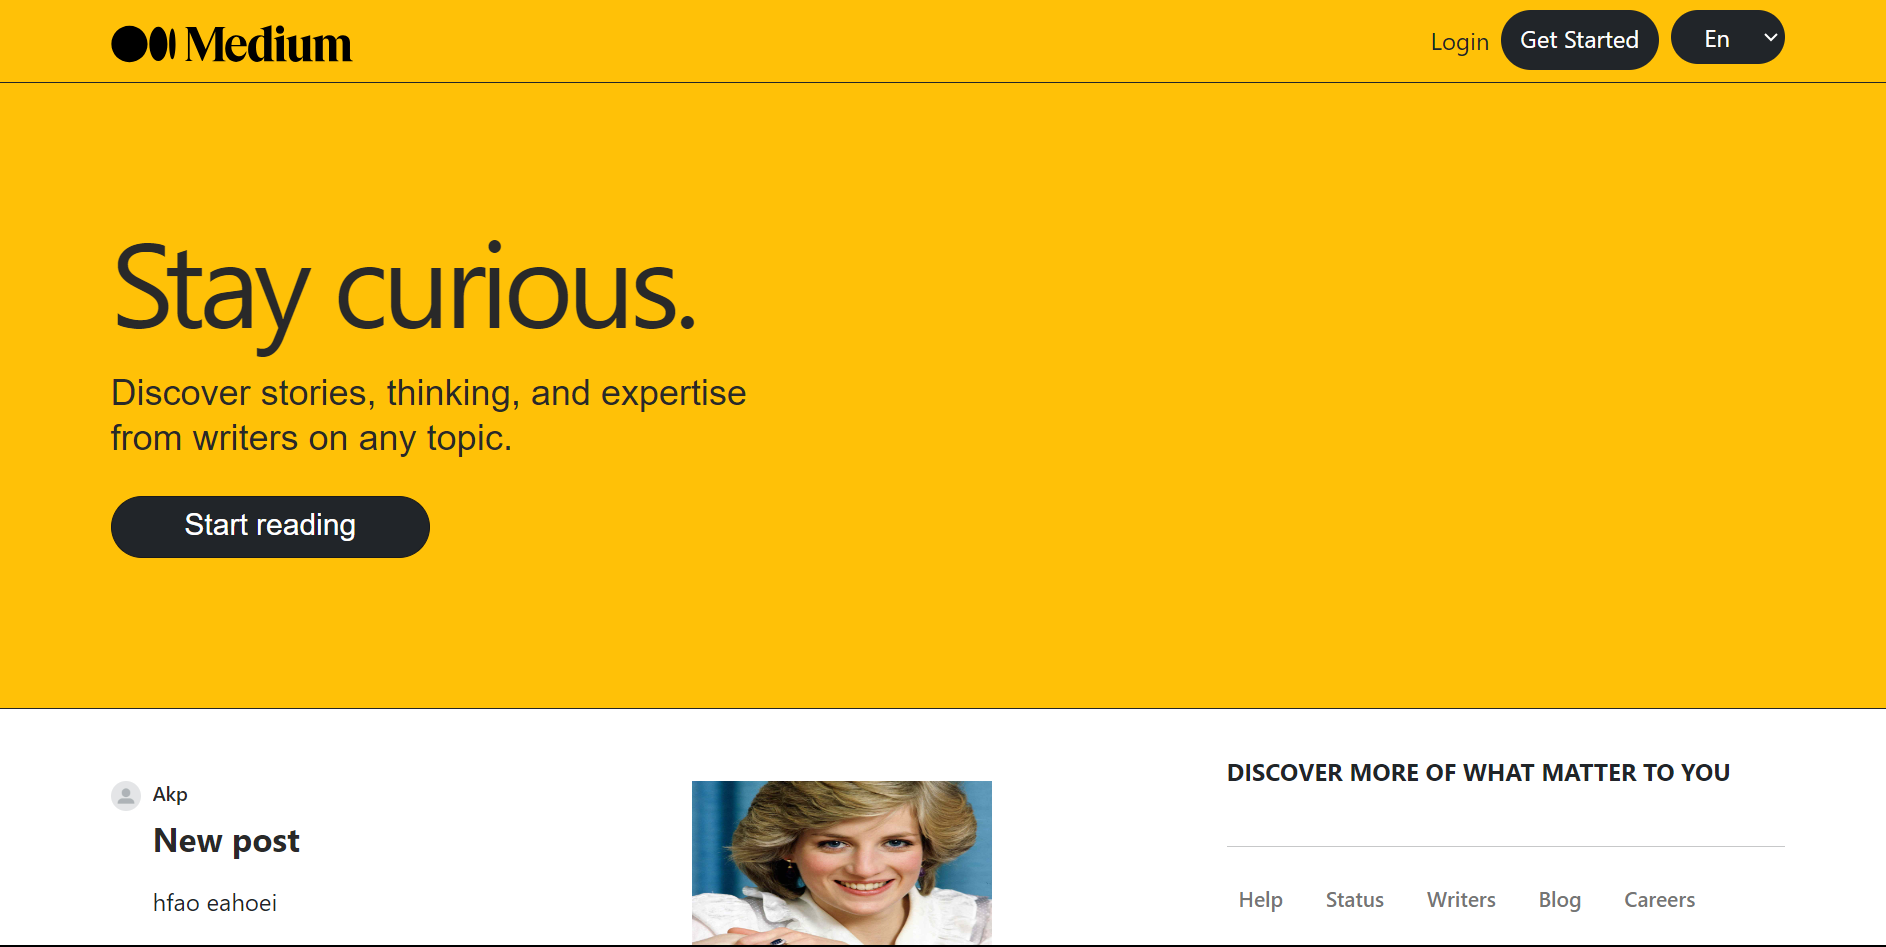 Medium
Login
Get Started
En
Stay curious.
Discover stories, thinking, and expertise
from writers on any topic.
Start reading
Akp
New post
hfao eahoei
DISCOVER MORE OF WHAT MATTER TO YOU
Help Status Writers Blog Careers